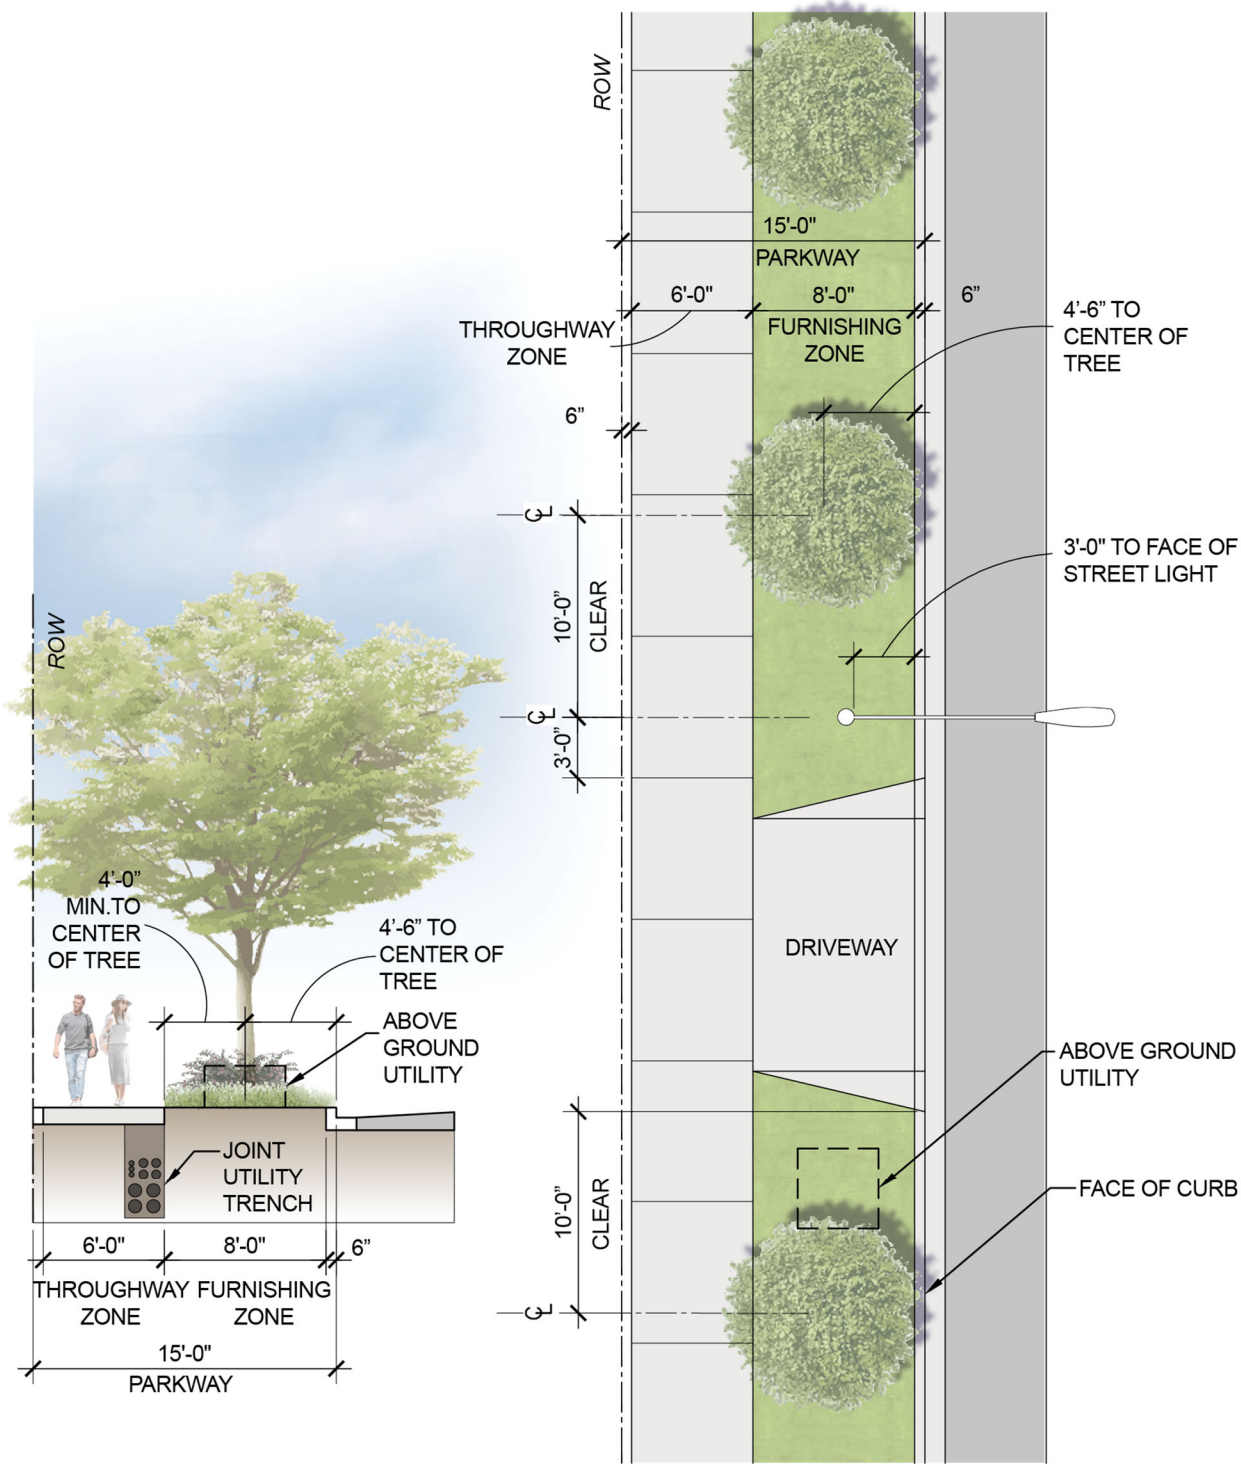 ROW
15'-0"
PARKWAY
6'-0"
8'-0"
6”
THROUGHWAY
ZONE
FURNISHING
ZONE
4’-6” TO
CENTER OF
TREE
6”
CL
10’-0”
CLEAR
3'-0" TO FACE OF
STREET LIGHT
CL
3’-0”
DRIVEWAY
ABOVE GROUND
UTILITY
FACE OF CURB
10’-0”
CLEAR
CL
ROW
4’-0”
MIN.TO
CENTER
OF TREE
4’-6” TO
CENTER OF
TREE
ABOVE
GROUND
UTILITY
JOINT
UTILITY
TRENCH
6'-0"
8'-0"
6”
THROUGHWAY
ZONE
FURNISHING
ZONE
15'-0"
PARKWAY